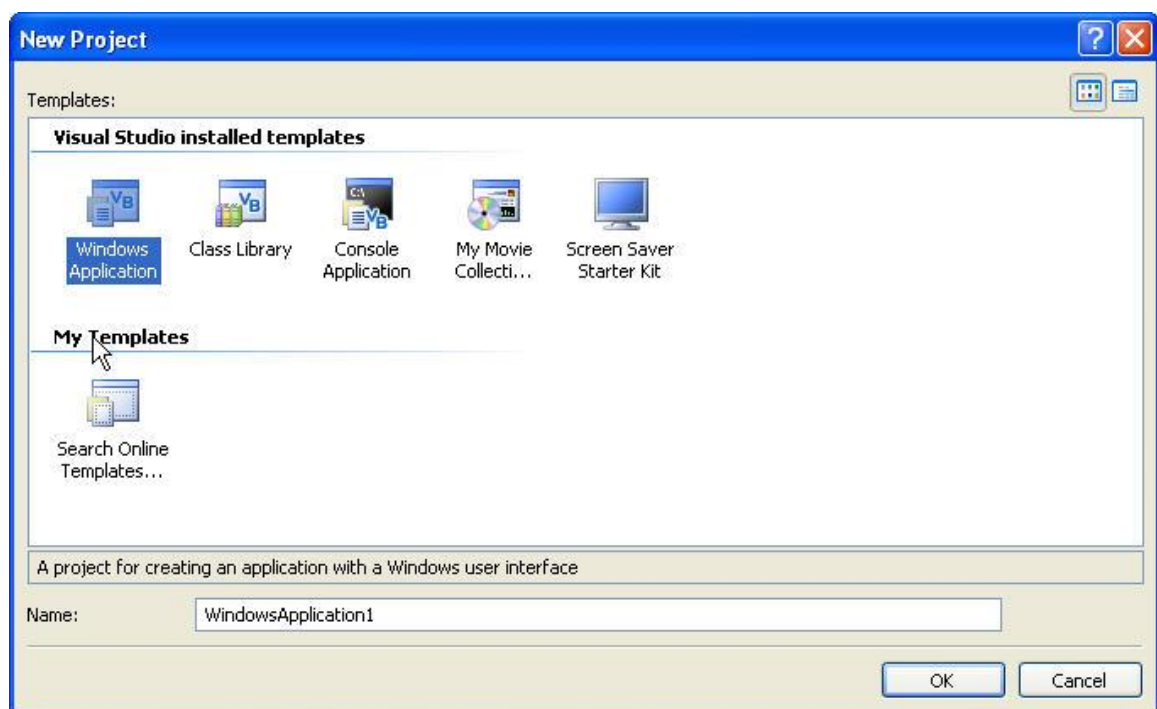 New Project
Templates:
Visual Studio installed templates
Windows Application
Class Library
Console Application
My Movie Collecti...
Screen Saver Starter Kit
My Templates
Search Online Templates...
A project for creating an application with a Windows user interface
Name: WindowsApplication1
OK Cancel